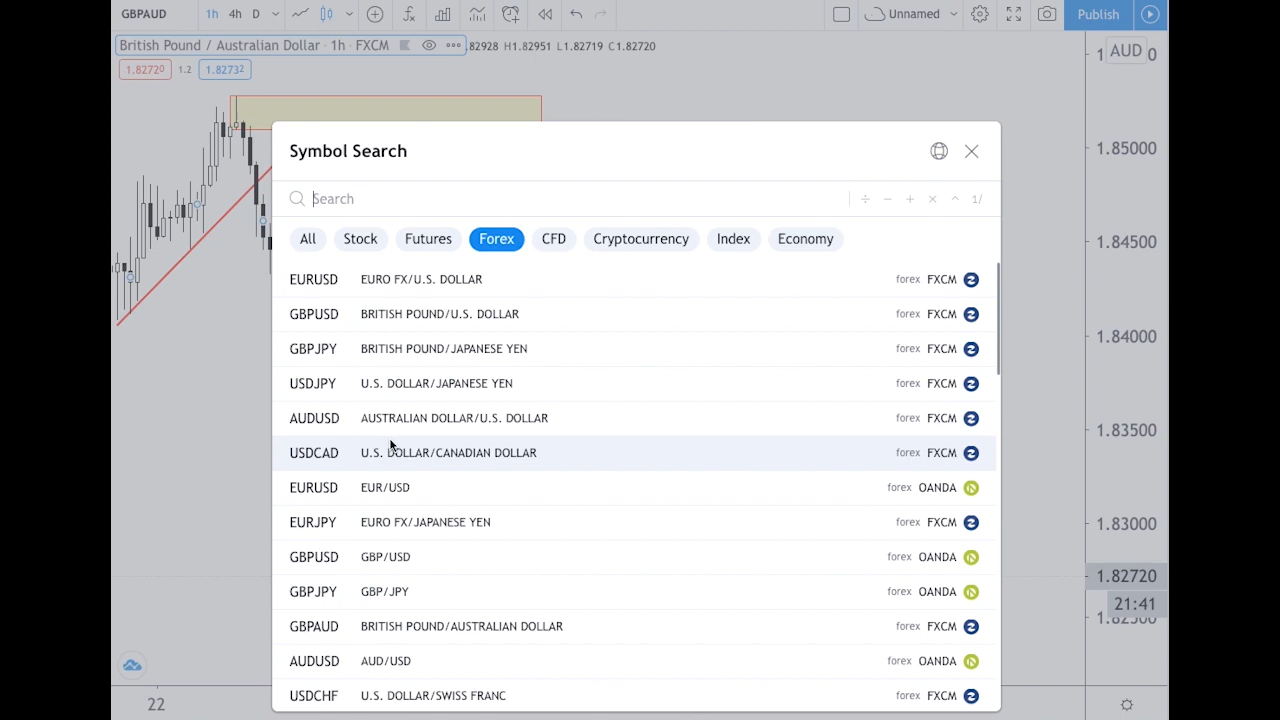 GBPAUD 1h 4h D Unnamed Publish
British Pound / Australian Dollar · 1h · FXCM .82928 H1.82951 L1.82719 C1.82720
AUD
1.82720 1.2 1.82732
Symbol Search
Search 1/
All Stock Futures Forex CFD Cryptocurrency Index Economy
EURUSD EURO FX/U.S. DOLLAR forex FXCM
GBPUSD BRITISH POUND/U.S. DOLLAR forex FXCM
GBPJPY BRITISH POUND/JAPANESE YEN forex FXCM
USDJPY U.S. DOLLAR/JAPANESE YEN forex FXCM
AUDUSD AUSTRALIAN DOLLAR/U.S. DOLLAR forex FXCM
USDCAD U.S. DOLLAR/CANADIAN DOLLAR forex FXCM
EURUSD EUR/USD forex OANDA
EURJPY EURO FX/JAPANESE YEN forex FXCM
GBPUSD GBP/USD forex OANDA
GBPJPY GBP/JPY forex OANDA
GBPAUD BRITISH POUND/AUSTRALIAN DOLLAR forex FXCM
AUDUSD AUD/USD forex OANDA
USDCHF U.S. DOLLAR/SWISS FRANC forex FXCM
1.85000
1.84500
1.84000
1.83500
1.83000
1.82720
21:41
22